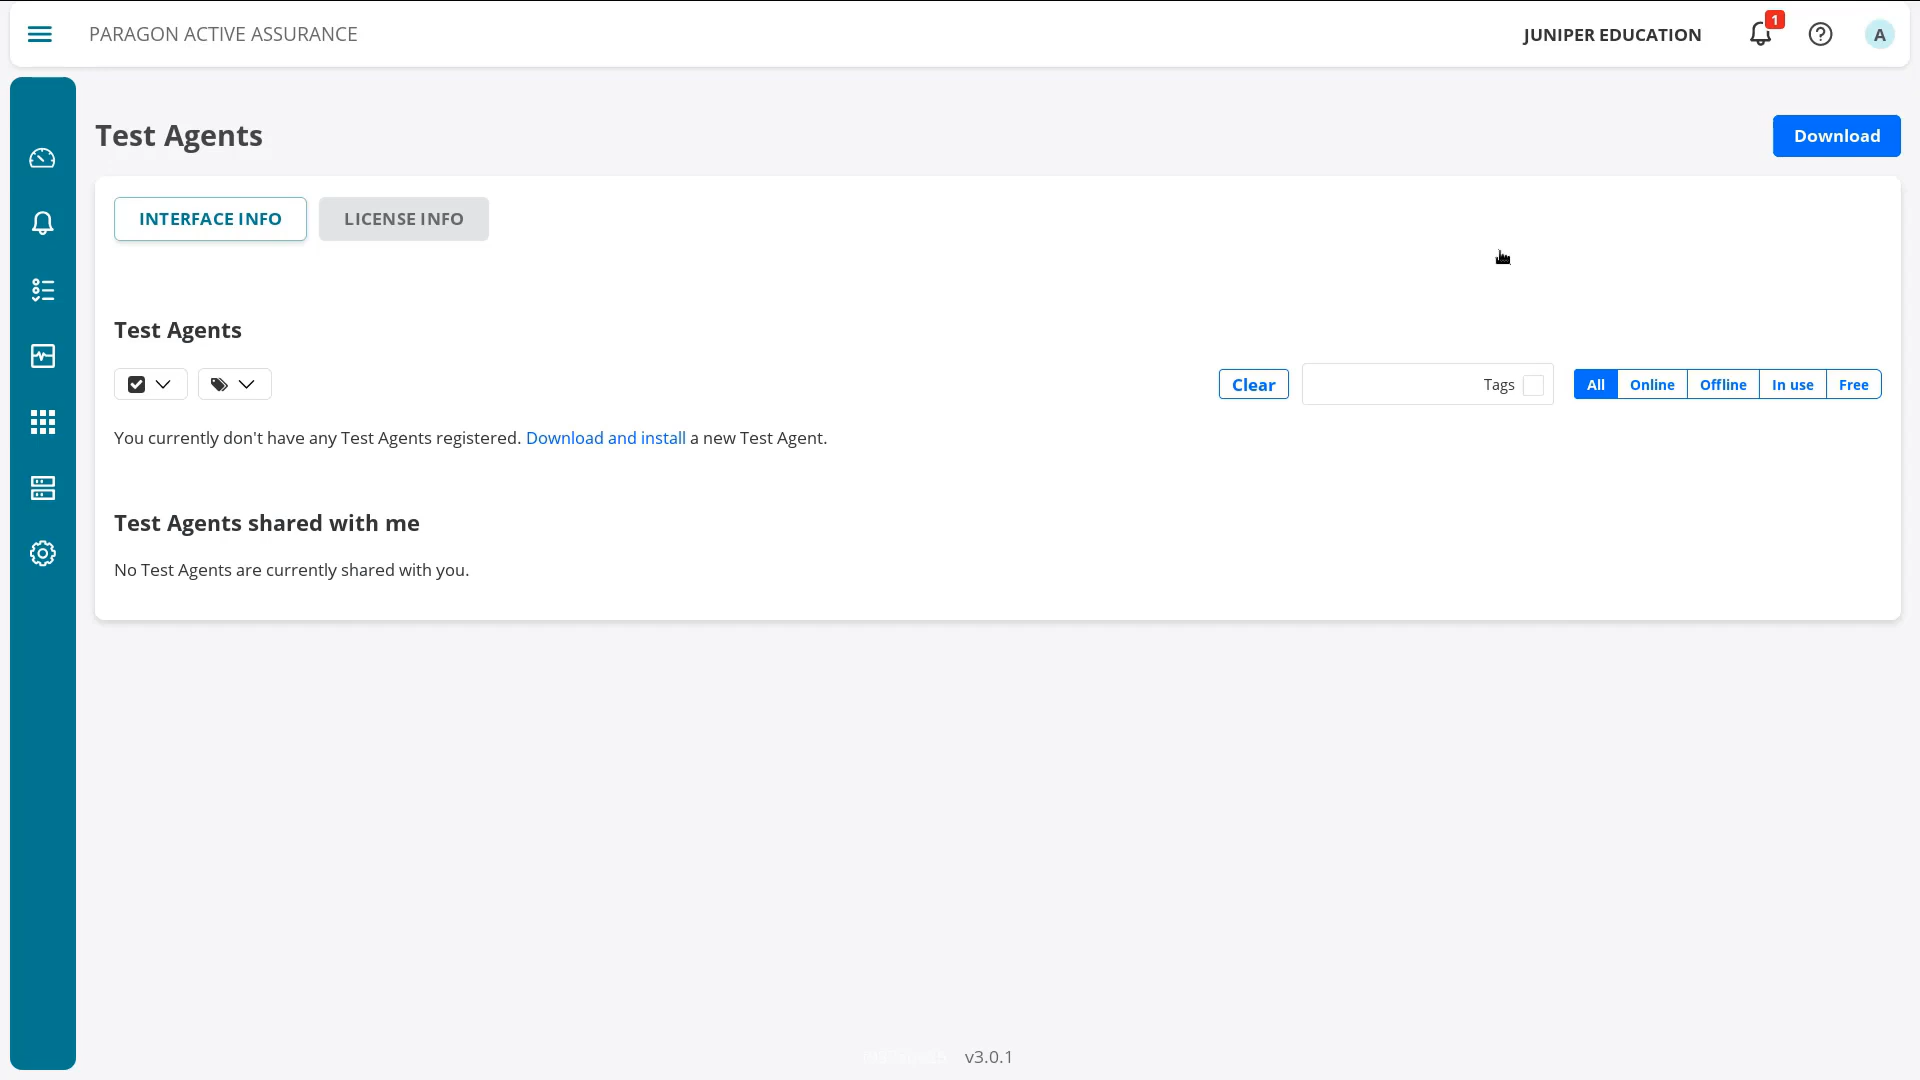 PARAGON ACTIVE ASSURANCE
JUNIPER EDUCATION
1
A
Test Agents
Download
INTERFACE INFO
LICENSE INFO
Test Agents
Clear
Tags
All
Online
Offline
In use
Free
You currently don't have any Test Agents registered. Download and install a new Test Agent.
Test Agents shared with me
No Test Agents are currently shared with you.
v3.0.1